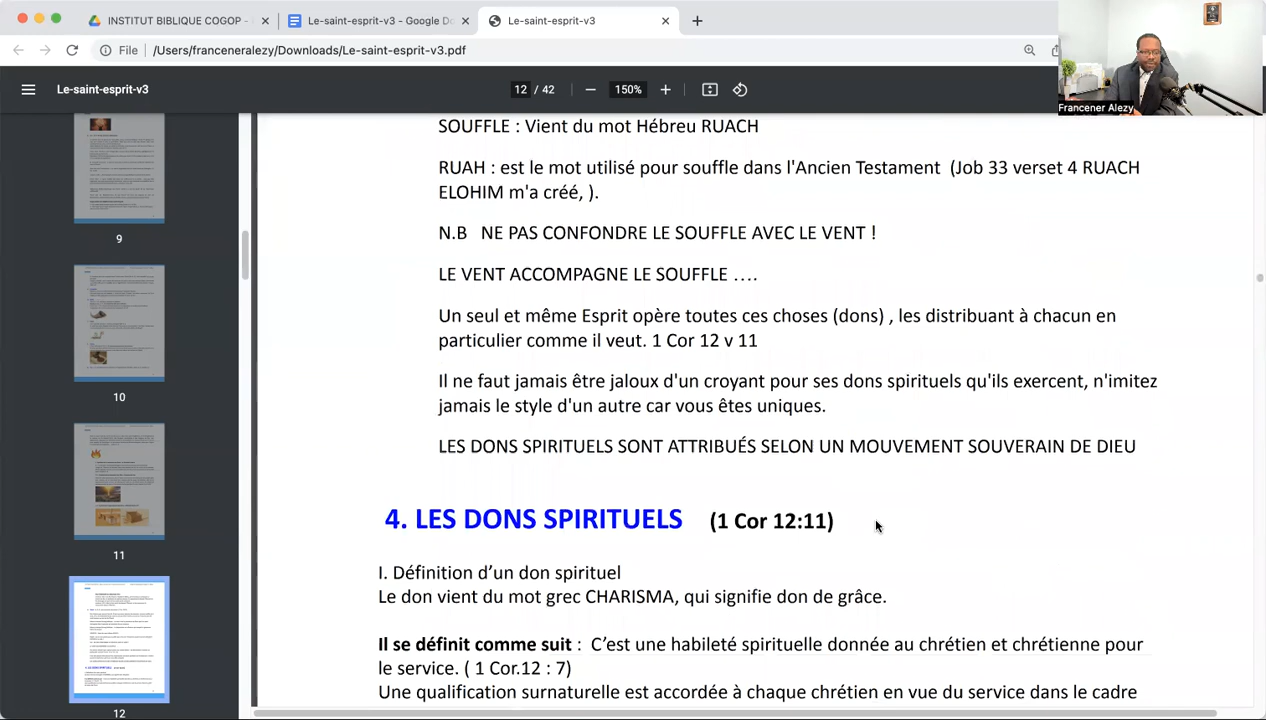 INSTITUT BIBLIQUE COGOP -
Le-saint-esprit-v3 - Google Do
Le-saint-esprit-v3
File
/Users/franceneralezy/Downloads/Le-saint-esprit-v3.pdf
Le-saint-esprit-v3
12 / 42
150%
Francener Alezy
9
10
11
12
SOUFFLE : Vient du mot Hébreu RUACH
RUAH : est le mot utilisé pour souffle dans l'Ancien Testament (Job 33 verset 4 RUACH
ELOHIM m'a créé, ).
N.B NE PAS CONFONDRE LE SOUFFLE AVEC LE VENT !
LE VENT ACCOMPAGNE LE SOUFFLE ….
Un seul et même Esprit opère toutes ces choses (dons) , les distribuant à chacun en
particulier comme il veut. 1 Cor 12 v 11
Il ne faut jamais être jaloux d'un croyant pour ses dons spirituels qu'ils exercent, n'imitez
jamais le style d'un autre car vous êtes uniques.
LES DONS SPIRITUELS SONT ATTRIBUÉS SELON UN MOUVEMENT SOUVERAIN DE DIEU
4. LES DONS SPIRITUELS (1 Cor 12:11)
I. Définition d’un don spirituel
Le don vient du mot grec CHARISMA, qui signifie don de grâce.
Il se définit comme suit : C’est une habileté spirituelle donnée au chrétien et chrétienne pour
le service. ( 1 Cor.12 : 7)
Une qualification surnaturelle est accordée à chaque chrétien en vue du service dans le cadre